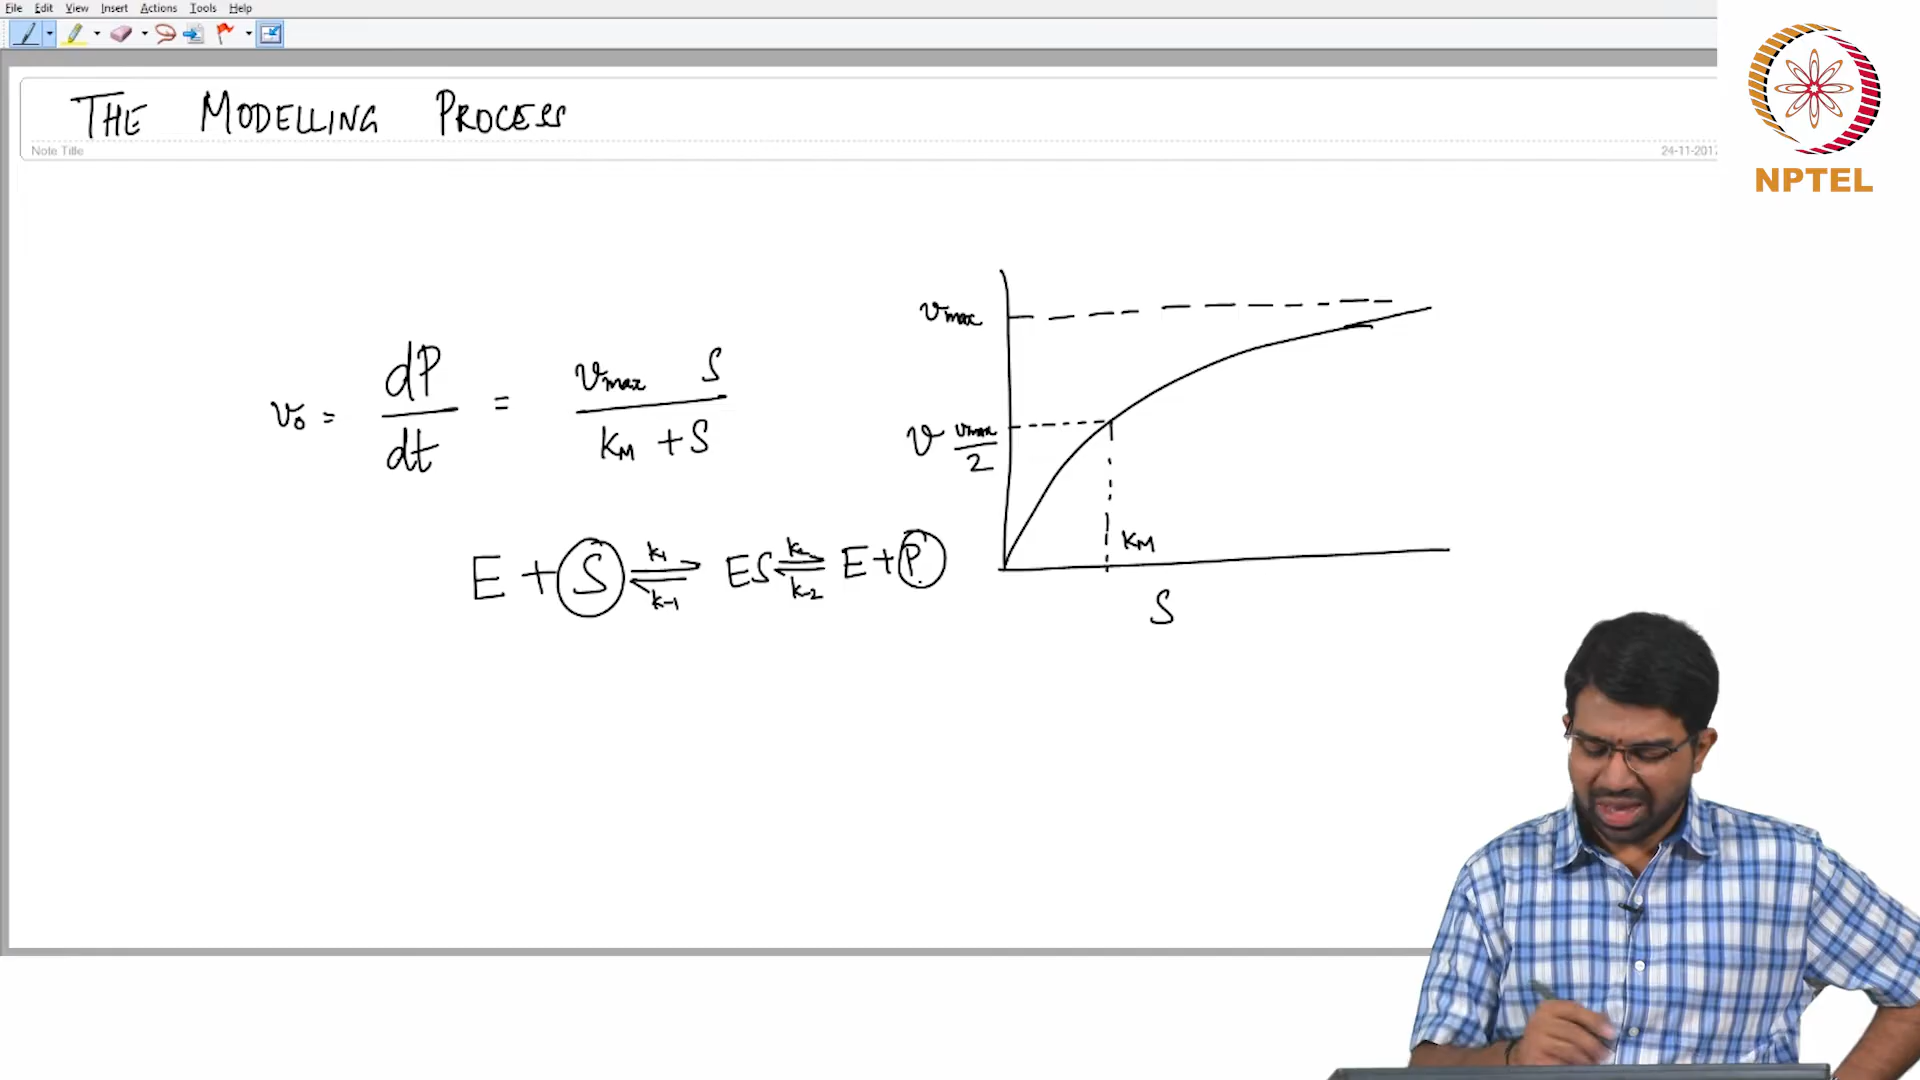 File Edit View Insert Actions Tools Help
NPTEL
THE MODELLING PROCESS
Note Title
24-11-2017
v₀ = dP/dt = vmax S / KM + S
vmax
v vmax/2
KM
S
E + S k₁ ⇌ k-1 ES k₂ ⇌ k-2 E + P